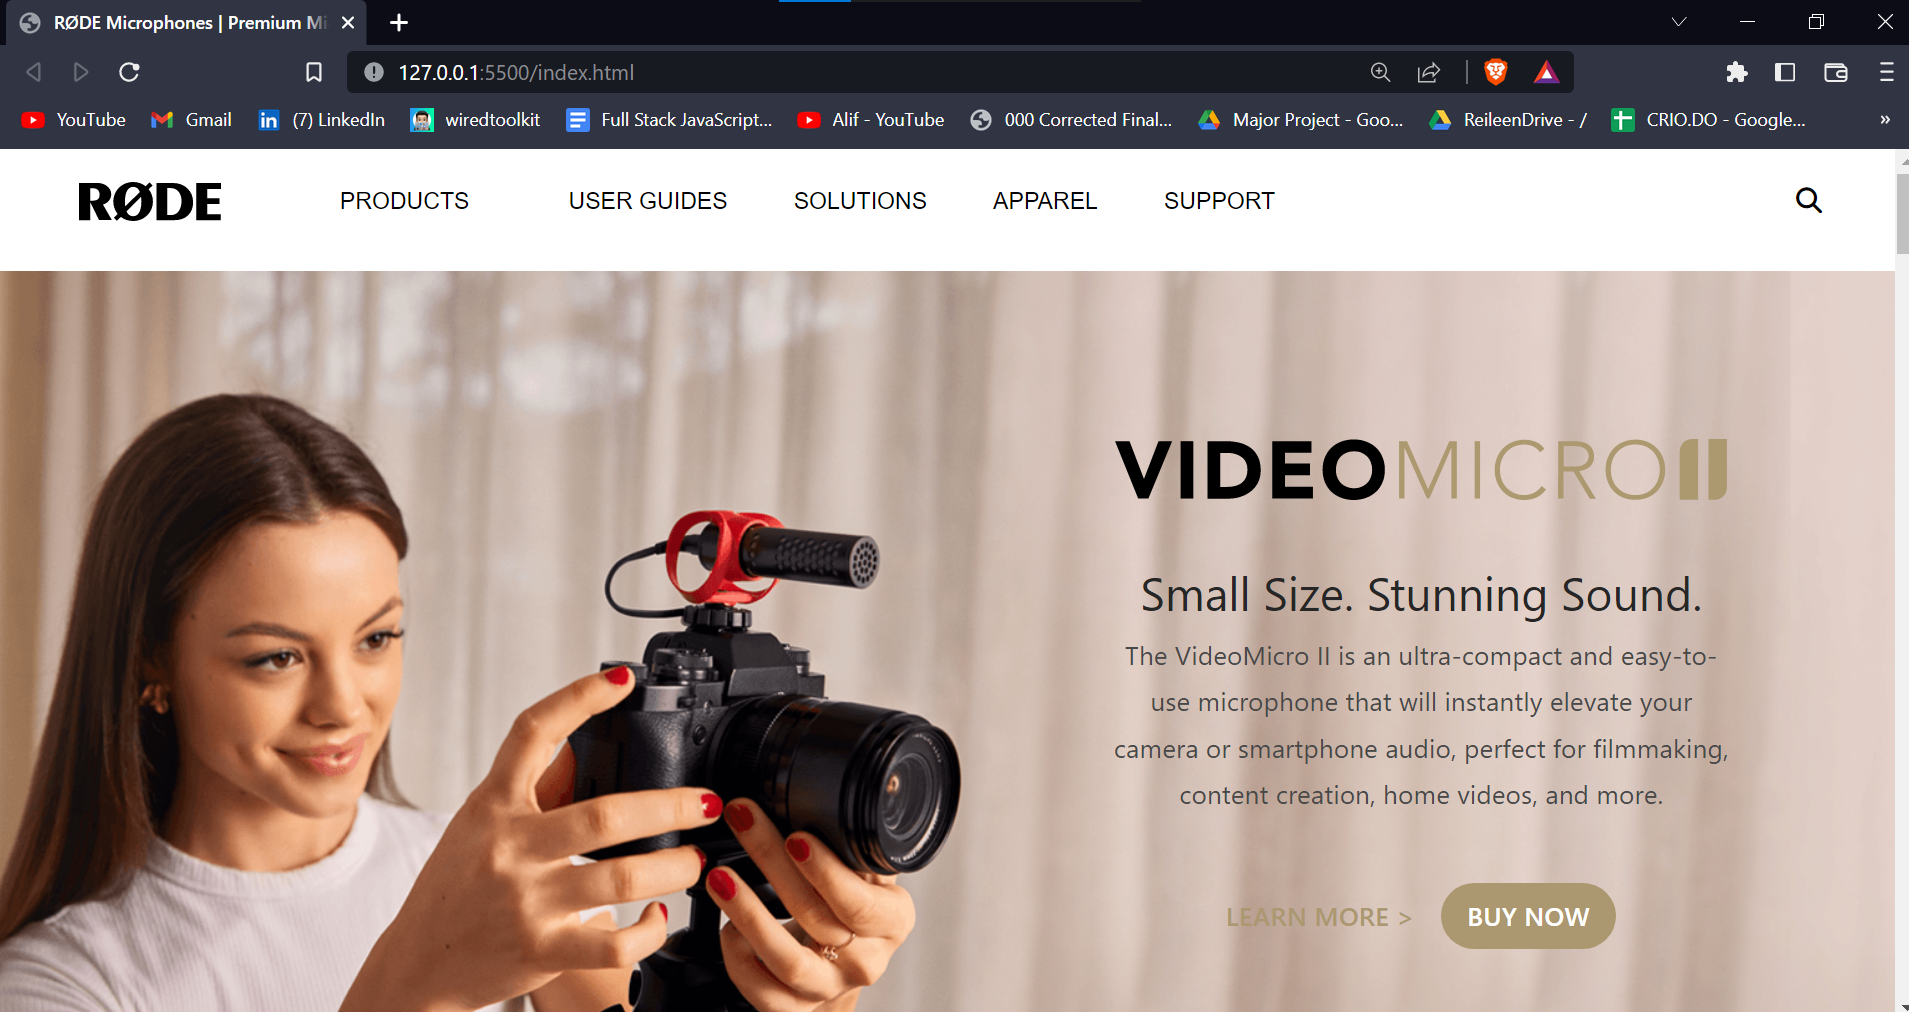 RØDE Microphones | Premium Mi
127.0.0.1:5500/index.html
YouTube
Gmail
(7) LinkedIn
wiredtoolkit
Full Stack JavaScript...
Alif - YouTube
000 Corrected Final...
Major Project - Goo...
ReileenDrive - /
CRIO.DO - Google...
»
RØDE
PRODUCTS
USER GUIDES
SOLUTIONS
APPAREL
SUPPORT
VIDEOMICRO II
Small Size. Stunning Sound.
The VideoMicro II is an ultra-compact and easy-to-
use microphone that will instantly elevate your
camera or smartphone audio, perfect for filmmaking,
content creation, home videos, and more.
LEARN MORE >
BUY NOW